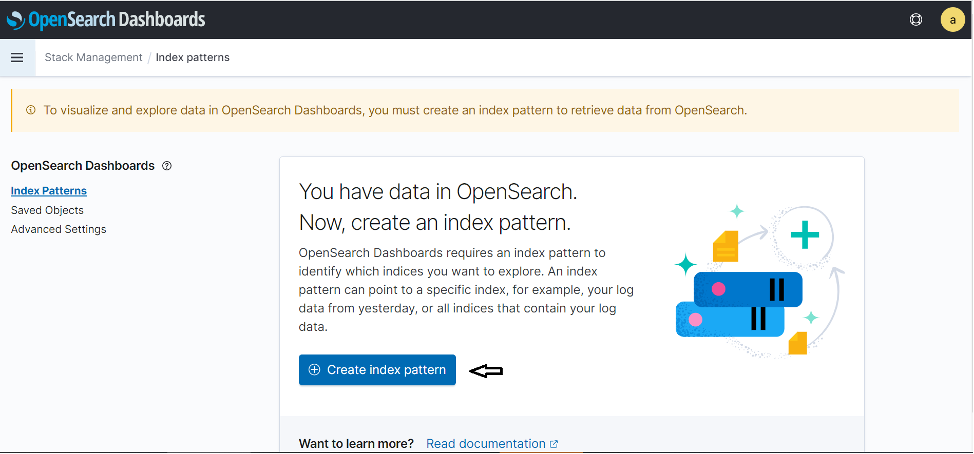 OpenSearch Dashboards
a
Stack Management / Index patterns
To visualize and explore data in OpenSearch Dashboards, you must create an index pattern to retrieve data from OpenSearch.
OpenSearch Dashboards
Index Patterns
Saved Objects
Advanced Settings
You have data in OpenSearch.
Now, create an index pattern.
OpenSearch Dashboards requires an index pattern to
identify which indices you want to explore. An index
pattern can point to a specific index, for example, your log
data from yesterday, or all indices that contain your log
data.
Create index pattern
Want to learn more? Read documentation